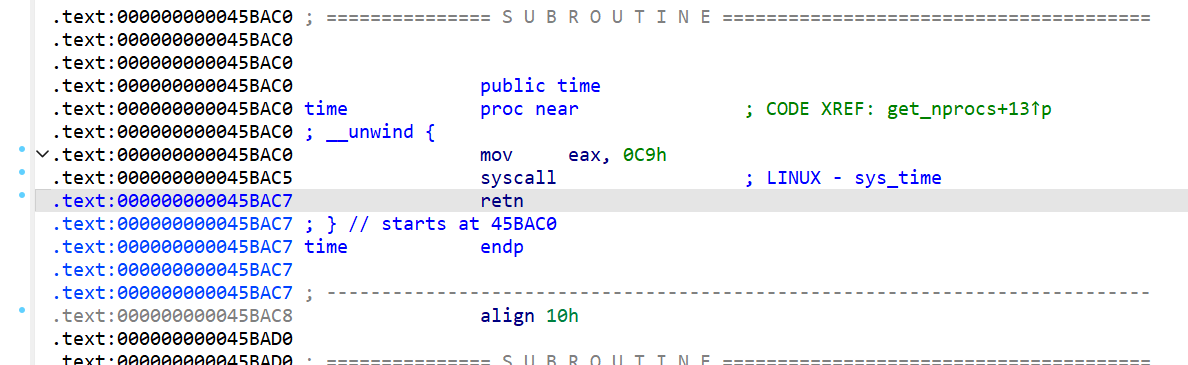 .text:000000000045BAC0 ; =============== S U B R O U T I N E =======================================
.text:000000000045BAC0
.text:000000000045BAC0
.text:000000000045BAC0                 public time
.text:000000000045BAC0 time            proc near               ; CODE XREF: get_nprocs+13↑p
.text:000000000045BAC0 ; __unwind {
.text:000000000045BAC0                 mov     eax, 0C9h
.text:000000000045BAC5                 syscall                 ; LINUX - sys_time
.text:000000000045BAC7                 retn
.text:000000000045BAC7 ; } // starts at 45BAC0
.text:000000000045BAC7 time            endp
.text:000000000045BAC7
.text:000000000045BAC7 ; ---------------------------------------------------------------------------
.text:000000000045BAC8                 align 10h
.text:000000000045BAD0
.text:000000000045BAD0 ; =============== S U B R O U T I N E =======================================